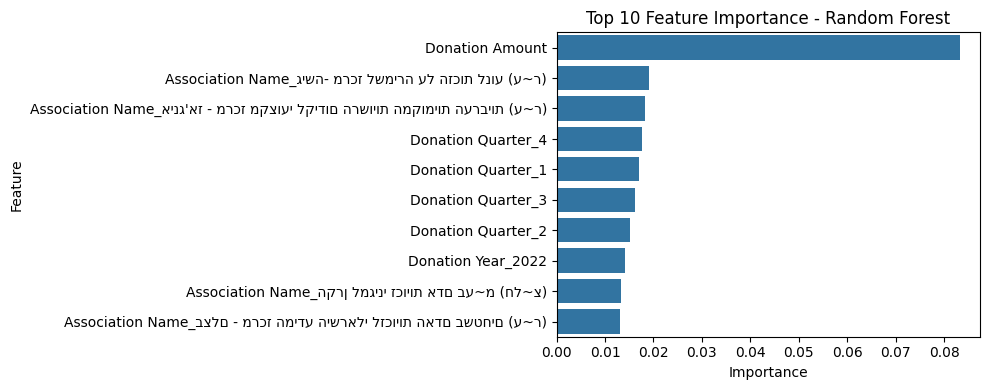 Top 10 Feature Importance - Random Forest
Donation Amount
Association Name_גישה- מרכז לשמירה על הזכות לנוע (ע~ר)
Association Name_אינג'אז - מרכז מקצועי לקידום הרשויות המקומיות הערביות (ע~ר)
Donation Quarter_4
Donation Quarter_1
Donation Quarter_3
Donation Quarter_2
Donation Year_2022
Association Name_הקרן למגיני זכויות אדם בע~מ (חל~צ)
Association Name_בצלם - מרכז המידע הישראלי לזכויות האדם בשטחים (ע~ר)
Feature
0.00 0.01 0.02 0.03 0.04 0.05 0.06 0.07 0.08
Importance